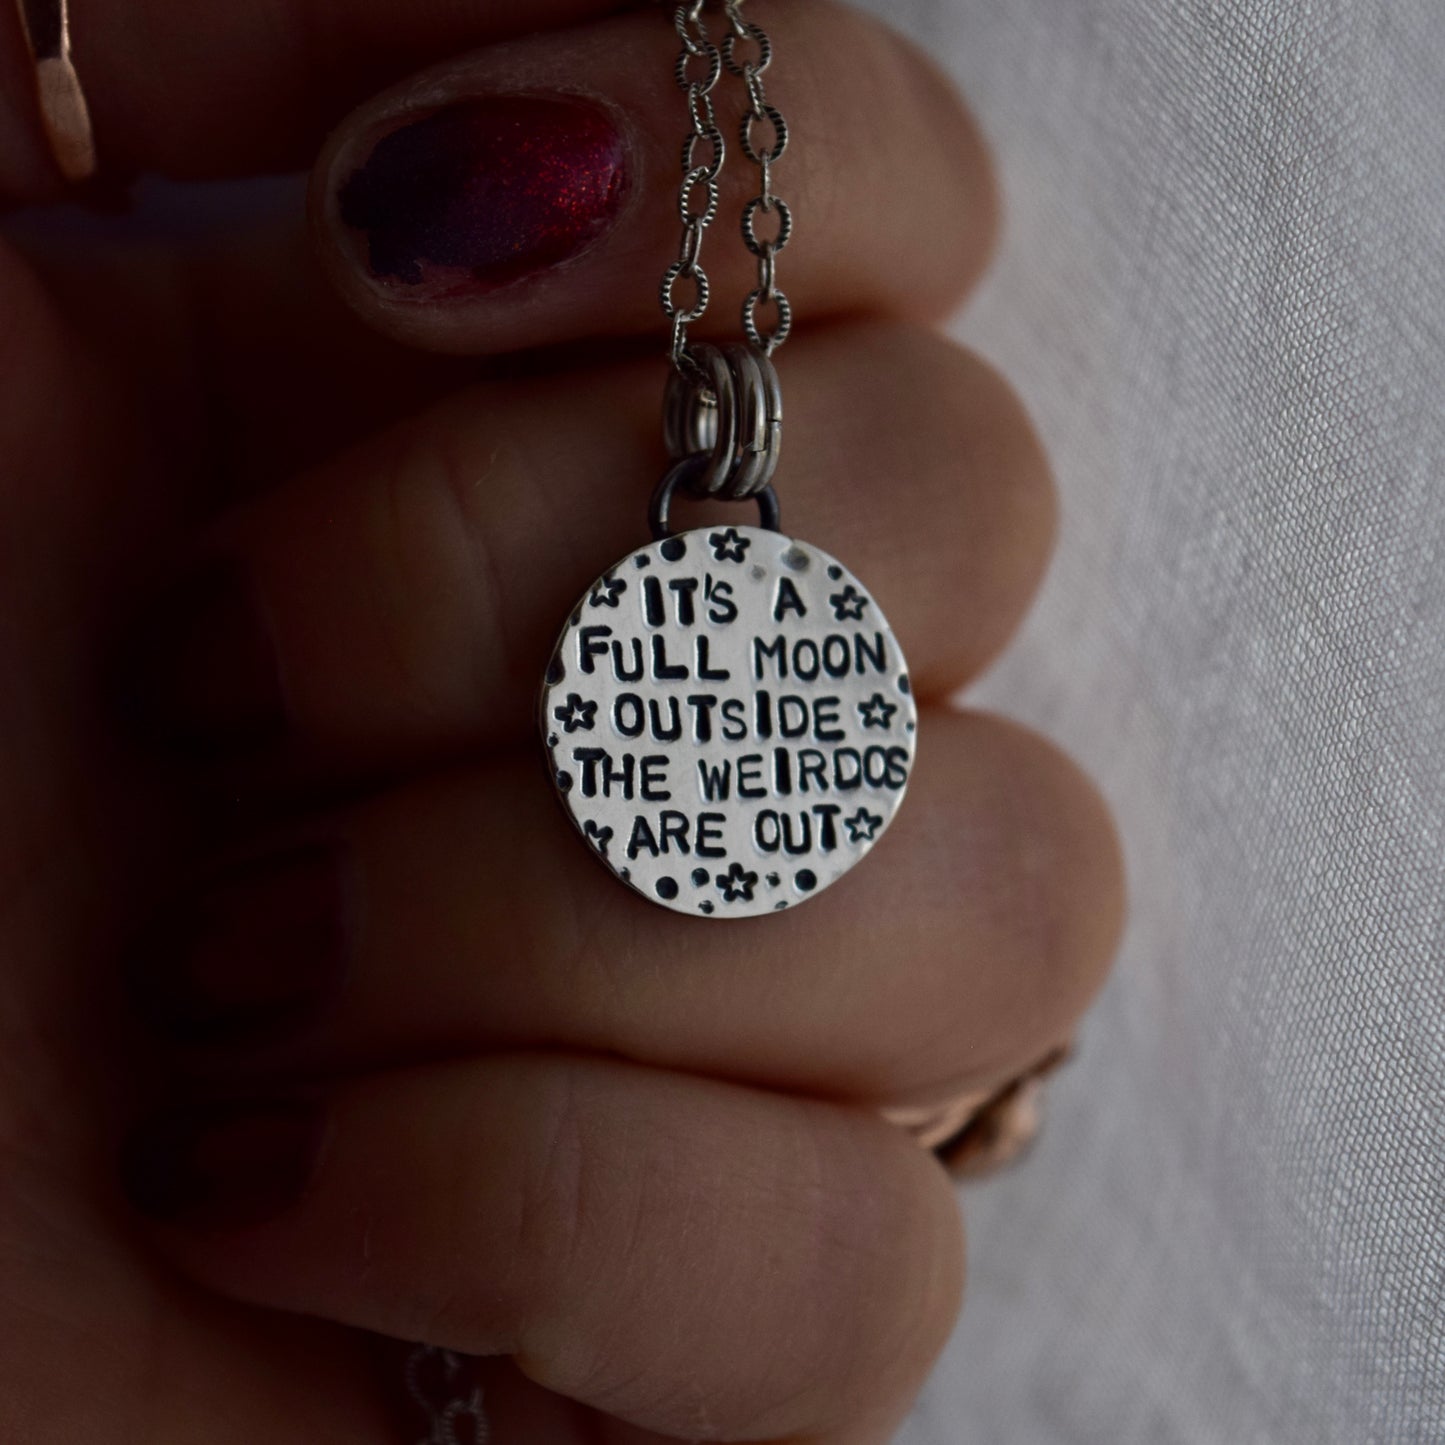 IT'S A
FULL MOON
OUTSIDE
THE WEIRDOS
ARE OUT